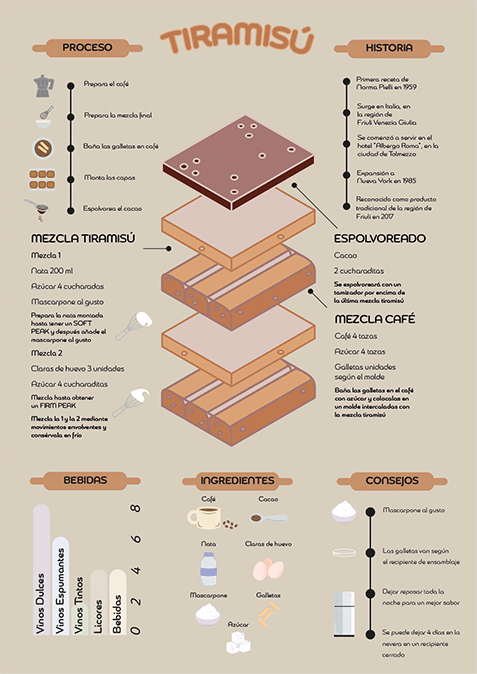 TIRAMISÚ
PROCESO
Prepara el café
Prepara la mezcla final
Baña las galletas en café
Monta las capas
Espolvorea el cacao
HISTORIA
Primera receta de
Norma Pielli en 1959
Surge en Italia, en
la región de
Friuli Venezia Giulia
Se comenzó a servir en el
hotel "Albergo Roma", en la
ciudad de Tolmezzo
Expansión a
Nueva York en 1985
Reconocido como producto
tradicional de la región de
Friuli en 2017
MEZCLA TIRAMISÚ
Mezcla 1
Nata 200 ml
Azúcar 4 cucharadas
Mascarpone al gusto
Prepara la nata montada
hasta tener un SOFT
PEAK y después añade el
mascarpone al gusto
Mezcla 2
Claras de huevo 3 unidades
Azúcar 4 cucharaditas
Mezcla hasta obtener
un FIRM PEAK
Mezcla la 1 y la 2 mediante
movimientos envolventes y
consérvala en frío
ESPOLVOREADO
Cacao
2 cucharaditas
Se espolvoreará con un
tamizador por encima de
la última mezcla tiramisú
MEZCLA CAFÉ
Café 4 tazas
Azúcar 4 tazas
Galletas unidades
según el molde
Baña las galletas en el café
con azúcar y colocalas en
un molde intercaladas con
la mezcla tiramisú
BEBIDAS
Vinos Dulces
Vinos Espumantes
Vinos Tintos
Licores
Bebidas
8
6
4
2
0
INGREDIENTES
Café
Cacao
Nata
Claras de huevo
Mascarpone
Galletas
Azúcar
CONSEJOS
Mascarpone al gusto
Las galletas van según
el recipiente de ensamblaje
Dejar reposar toda la
noche para un mejor sabor
Se puede dejar 4 días en la
nevera en un recipiente
cerrado